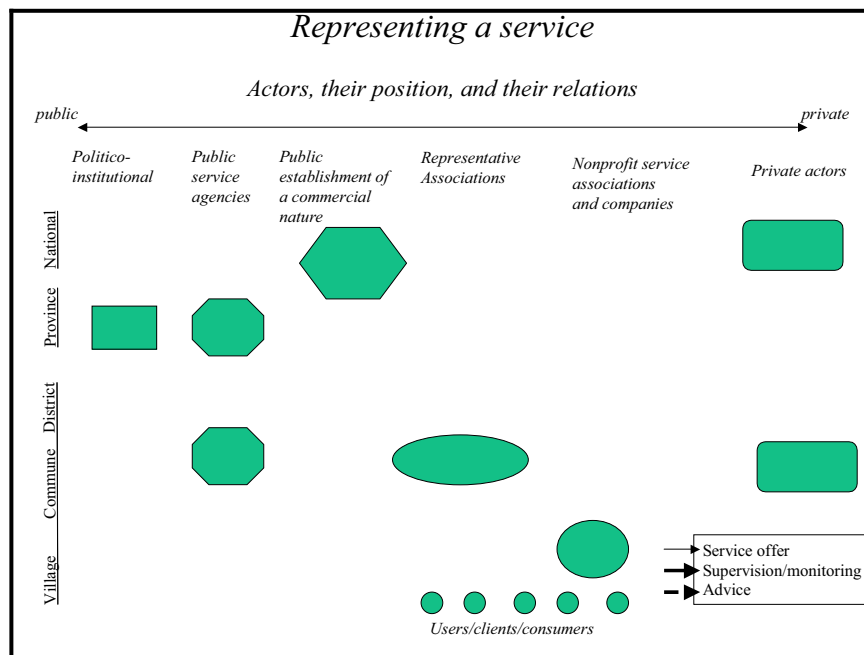 Representing a service
Actors, their position, and their relations
public
private
Politico-
institutional
Public
service
agencies
Public
establishment of
a commercial
nature
Representative
Associations
Nonprofit service
associations
and companies
Private actors
National
Province
District
Commune
Village
Service offer
Supervision/monitoring
Advice
Users/clients/consumers